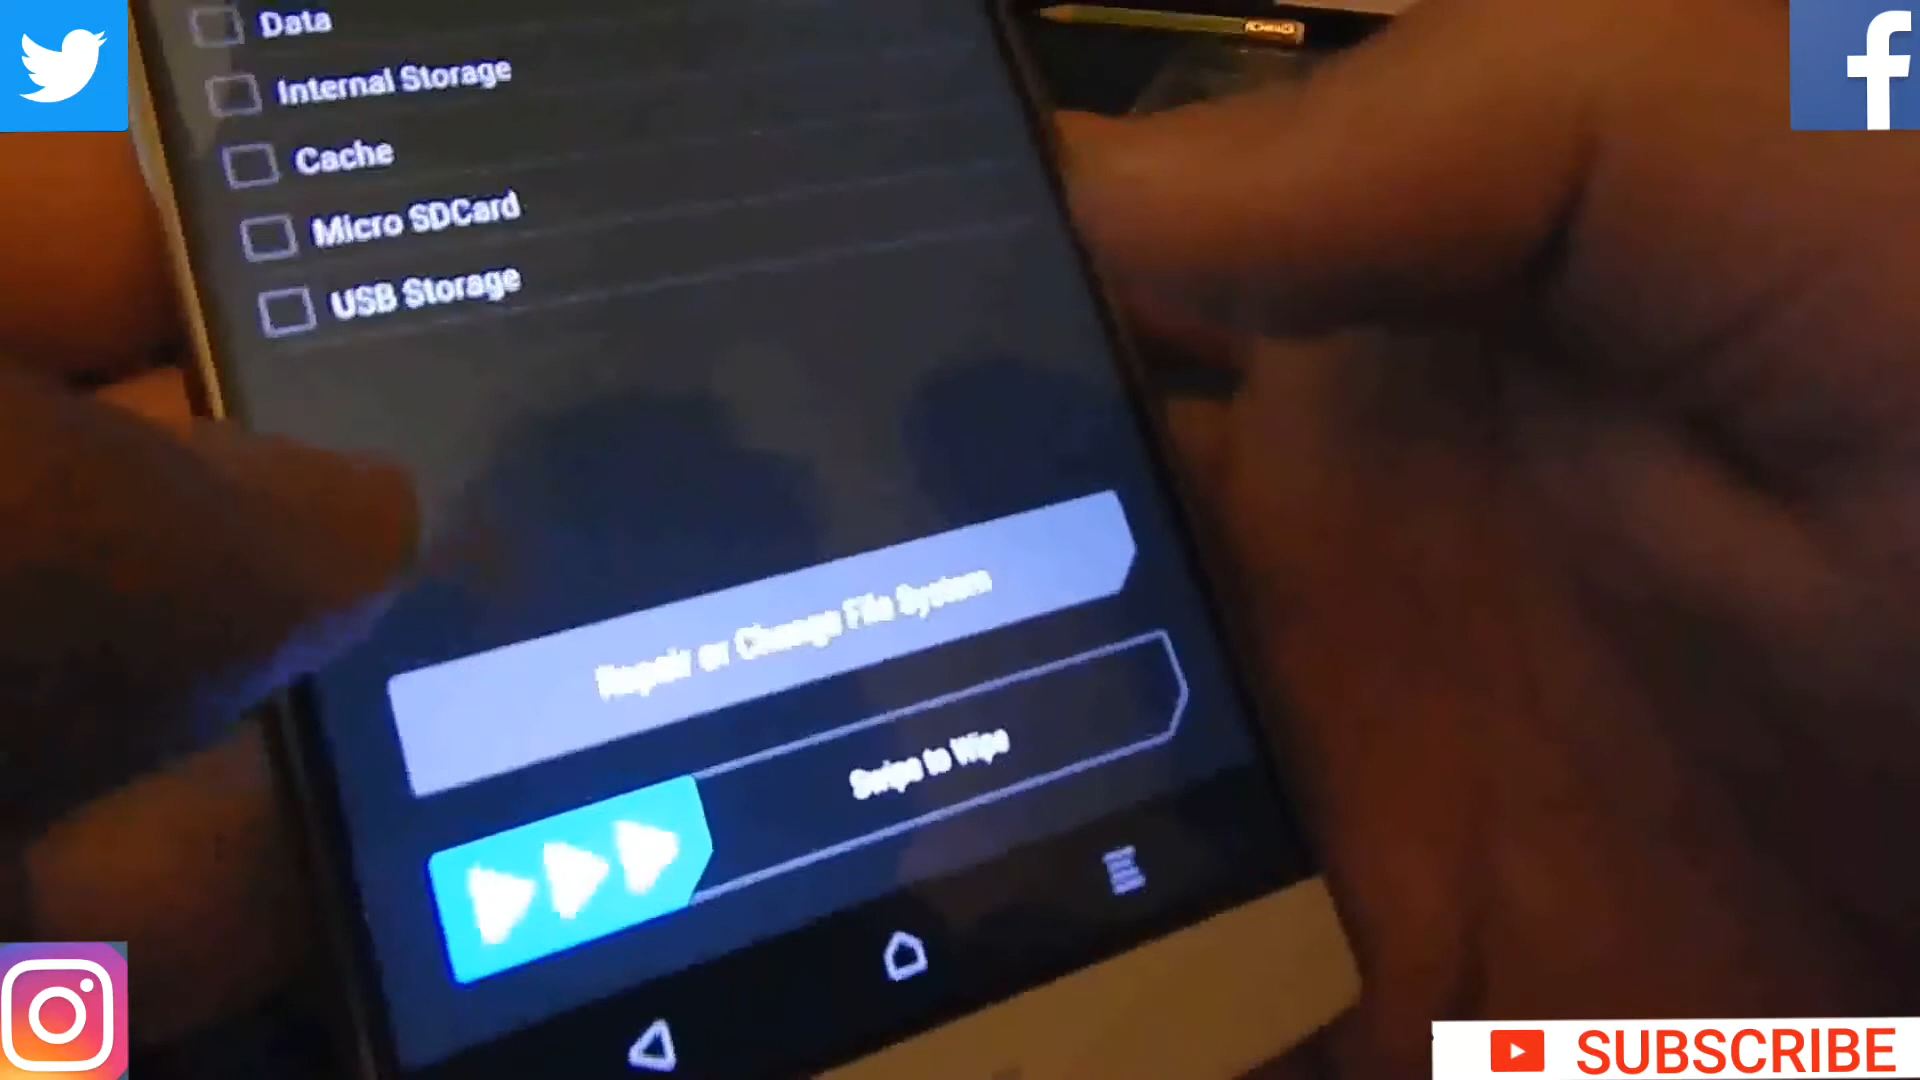 Data
Internal Storage
Cache
Micro SDCard
USB Storage
Repair or Change File System
Swipe to Wipe
SUBSCRIBE